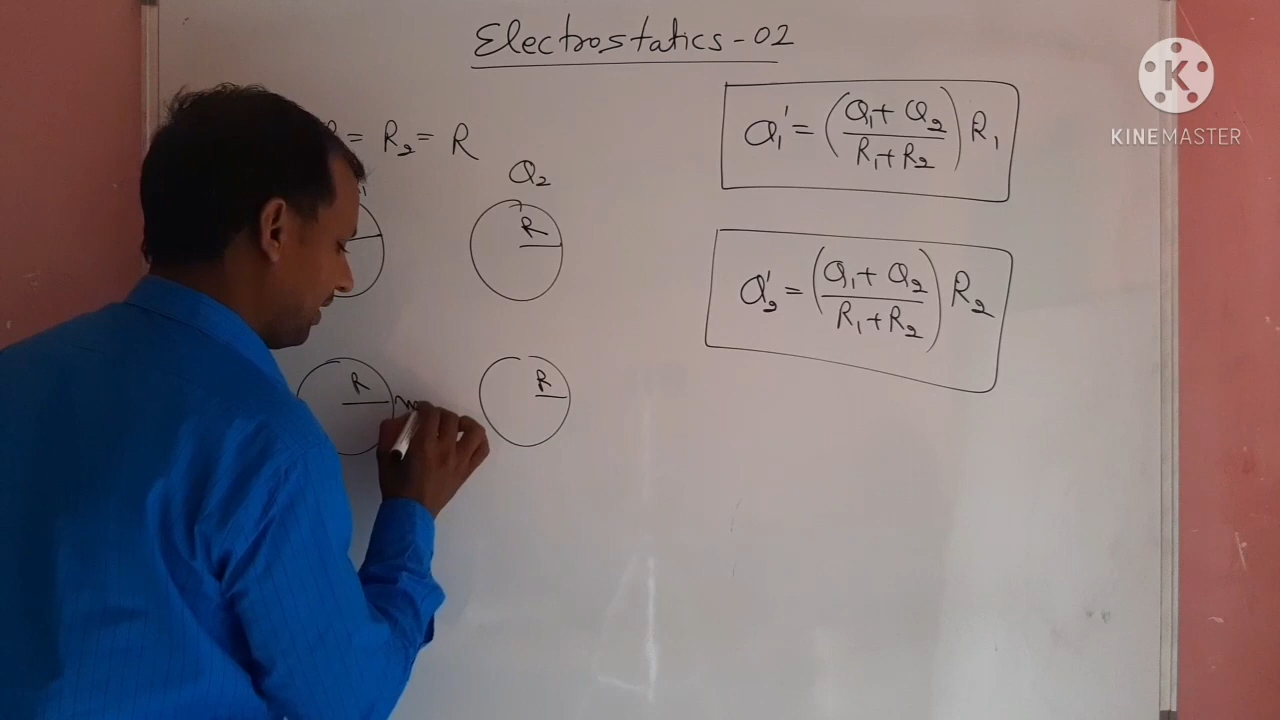 Electrostatics - 02
= R₂ = R
Q₂
R
R
R
Q₁' = (Q₁ + Q₂ / R₁ + R₂) R₁
Q₂' = (Q₁ + Q₂ / R₁ + R₂) R₂
K
KINEMASTER